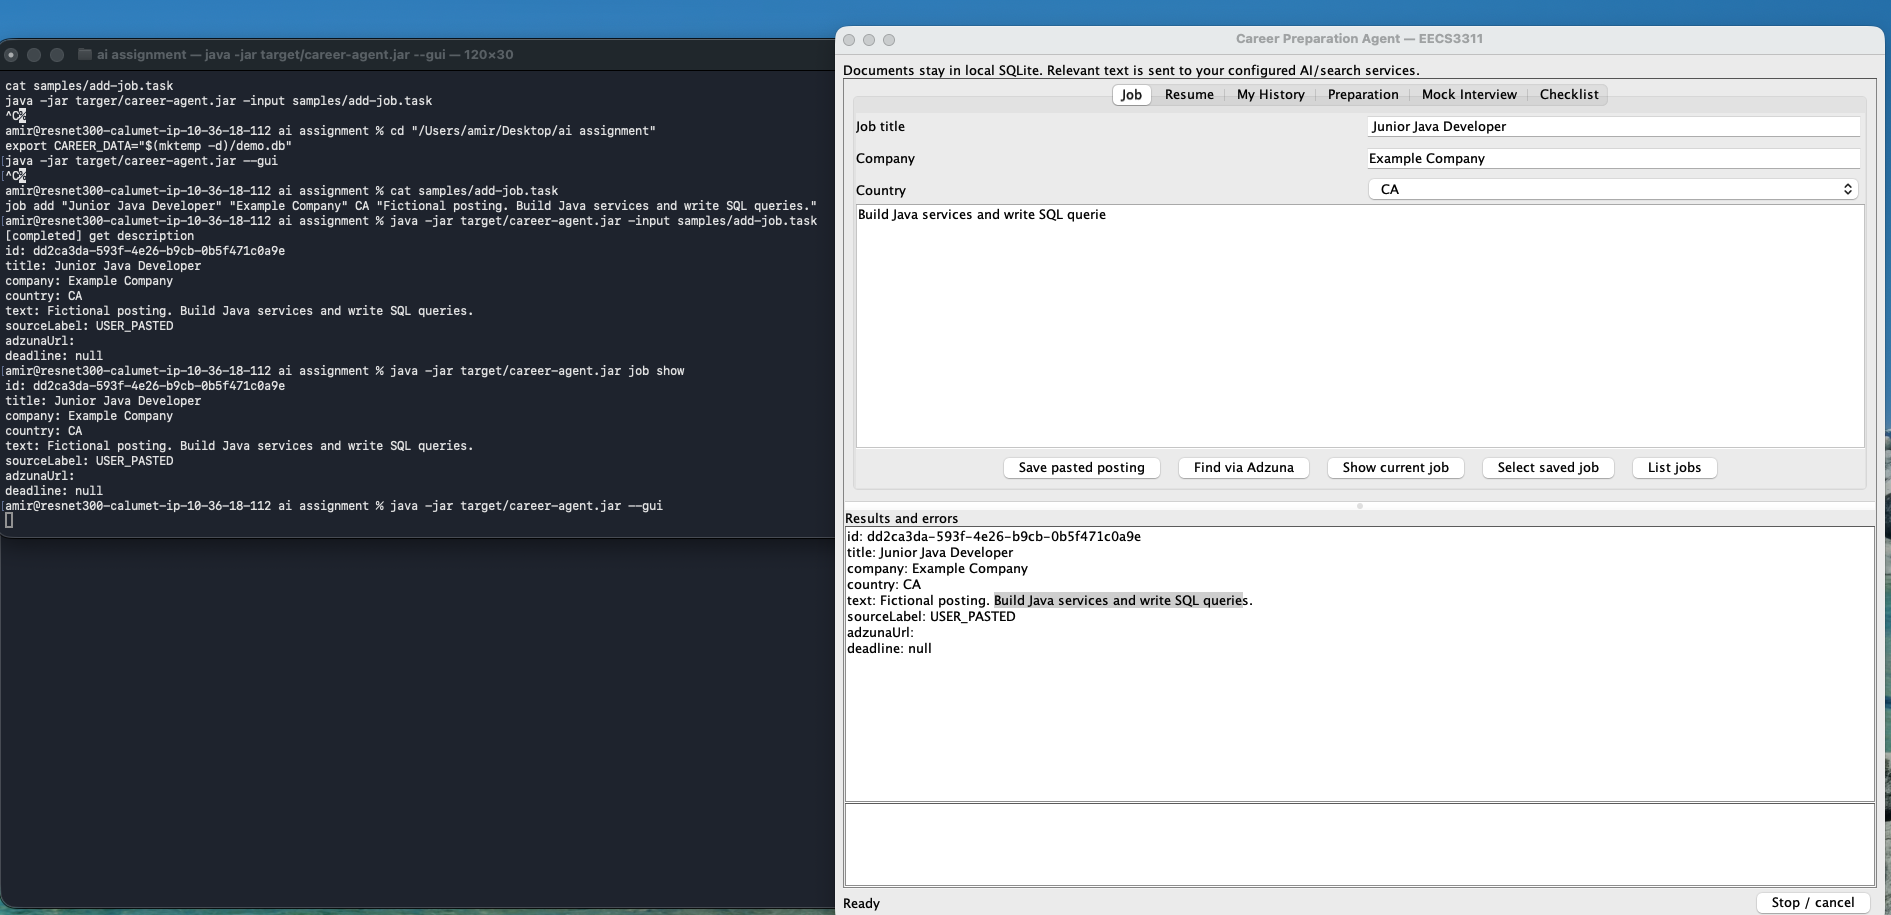 ai assignment — java -jar target/career-agent.jar --gui — 120×30
cat samples/add-job.task
java -jar targer/career-agent.jar -input samples/add-job.task
^C%
amir@resnet300-calumet-ip-10-36-18-112 ai assignment % cd "/Users/amir/Desktop/ai assignment"
export CAREER_DATA="$(mktemp -d)/demo.db"
java -jar target/career-agent.jar --gui
^C%
amir@resnet300-calumet-ip-10-36-18-112 ai assignment % cat samples/add-job.task
job add "Junior Java Developer" "Example Company" CA "Fictional posting. Build Java services and write SQL queries."
amir@resnet300-calumet-ip-10-36-18-112 ai assignment % java -jar target/career-agent.jar -input samples/add-job.task
[completed] get description
id: dd2ca3da-593f-4e26-b9cb-0b5f471c0a9e
title: Junior Java Developer
company: Example Company
country: CA
text: Fictional posting. Build Java services and write SQL queries.
sourceLabel: USER_PASTED
adzunaUrl:
deadline: null
amir@resnet300-calumet-ip-10-36-18-112 ai assignment % java -jar target/career-agent.jar job show
id: dd2ca3da-593f-4e26-b9cb-0b5f471c0a9e
title: Junior Java Developer
company: Example Company
country: CA
text: Fictional posting. Build Java services and write SQL queries.
sourceLabel: USER_PASTED
adzunaUrl:
deadline: null
amir@resnet300-calumet-ip-10-36-18-112 ai assignment % java -jar target/career-agent.jar --gui
Career Preparation Agent — EECS3311
Documents stay in local SQLite. Relevant text is sent to your configured AI/search services.
Job Resume My History Preparation Mock Interview Checklist
Job title Junior Java Developer
Company Example Company
Country CA
Build Java services and write SQL querie
Save pasted posting Find via Adzuna Show current job Select saved job List jobs
Results and errors
id: dd2ca3da-593f-4e26-b9cb-0b5f471c0a9e
title: Junior Java Developer
company: Example Company
country: CA
text: Fictional posting. Build Java services and write SQL queries.
sourceLabel: USER_PASTED
adzunaUrl:
deadline: null
Ready Stop / cancel